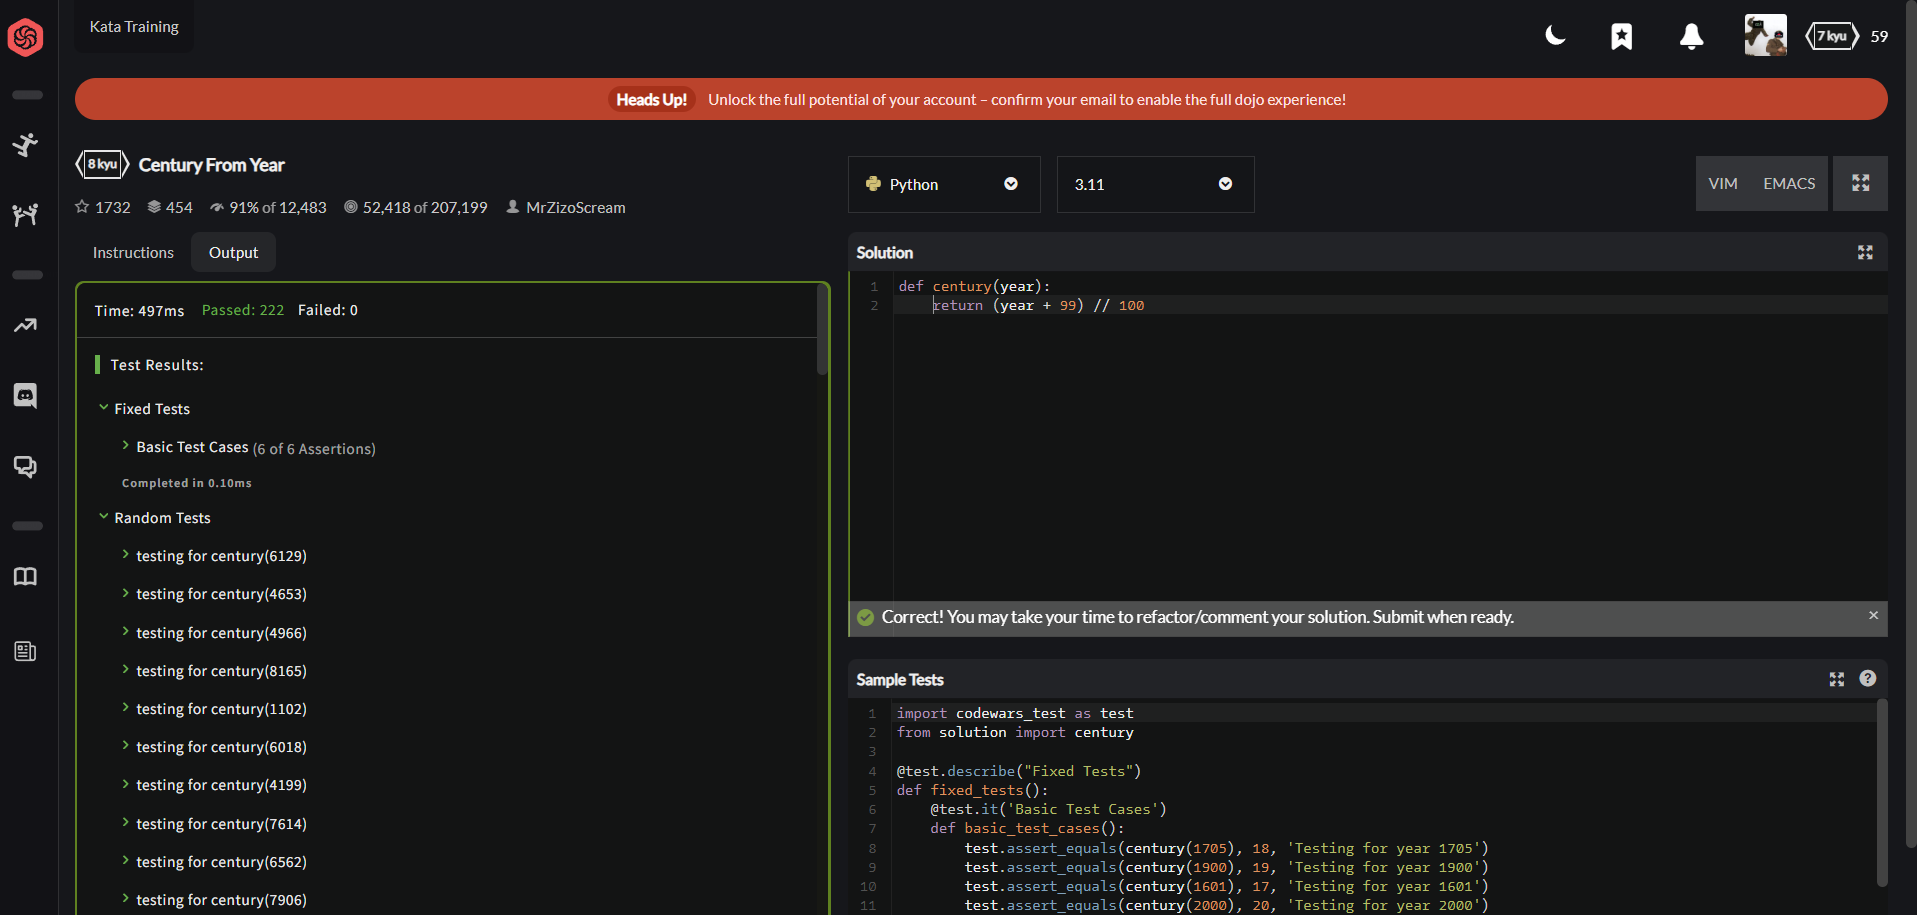 Kata Training
7 kyu 59
Heads Up! Unlock the full potential of your account – confirm your email to enable the full dojo experience!
8 kyu Century From Year
1732 454 91% of 12,483 52,418 of 207,199 MrZizoScream
Instructions Output
Time: 497ms Passed: 222 Failed: 0
Test Results:
Fixed Tests
Basic Test Cases (6 of 6 Assertions)
Completed in 0.10ms
Random Tests
testing for century(6129)
testing for century(4653)
testing for century(4966)
testing for century(8165)
testing for century(1102)
testing for century(6018)
testing for century(4199)
testing for century(7614)
testing for century(6562)
testing for century(7906)
Python 3.11 VIM EMACS
Solution
1 def century(year):
2 return (year + 99) // 100
Correct! You may take your time to refactor/comment your solution. Submit when ready.
Sample Tests
1 import codewars_test as test
2 from solution import century
3
4 @test.describe("Fixed Tests")
5 def fixed_tests():
6 @test.it('Basic Test Cases')
7 def basic_test_cases():
8 test.assert_equals(century(1705), 18, 'Testing for year 1705')
9 test.assert_equals(century(1900), 19, 'Testing for year 1900')
10 test.assert_equals(century(1601), 17, 'Testing for year 1601')
11 test.assert_equals(century(2000), 20, 'Testing for year 2000')